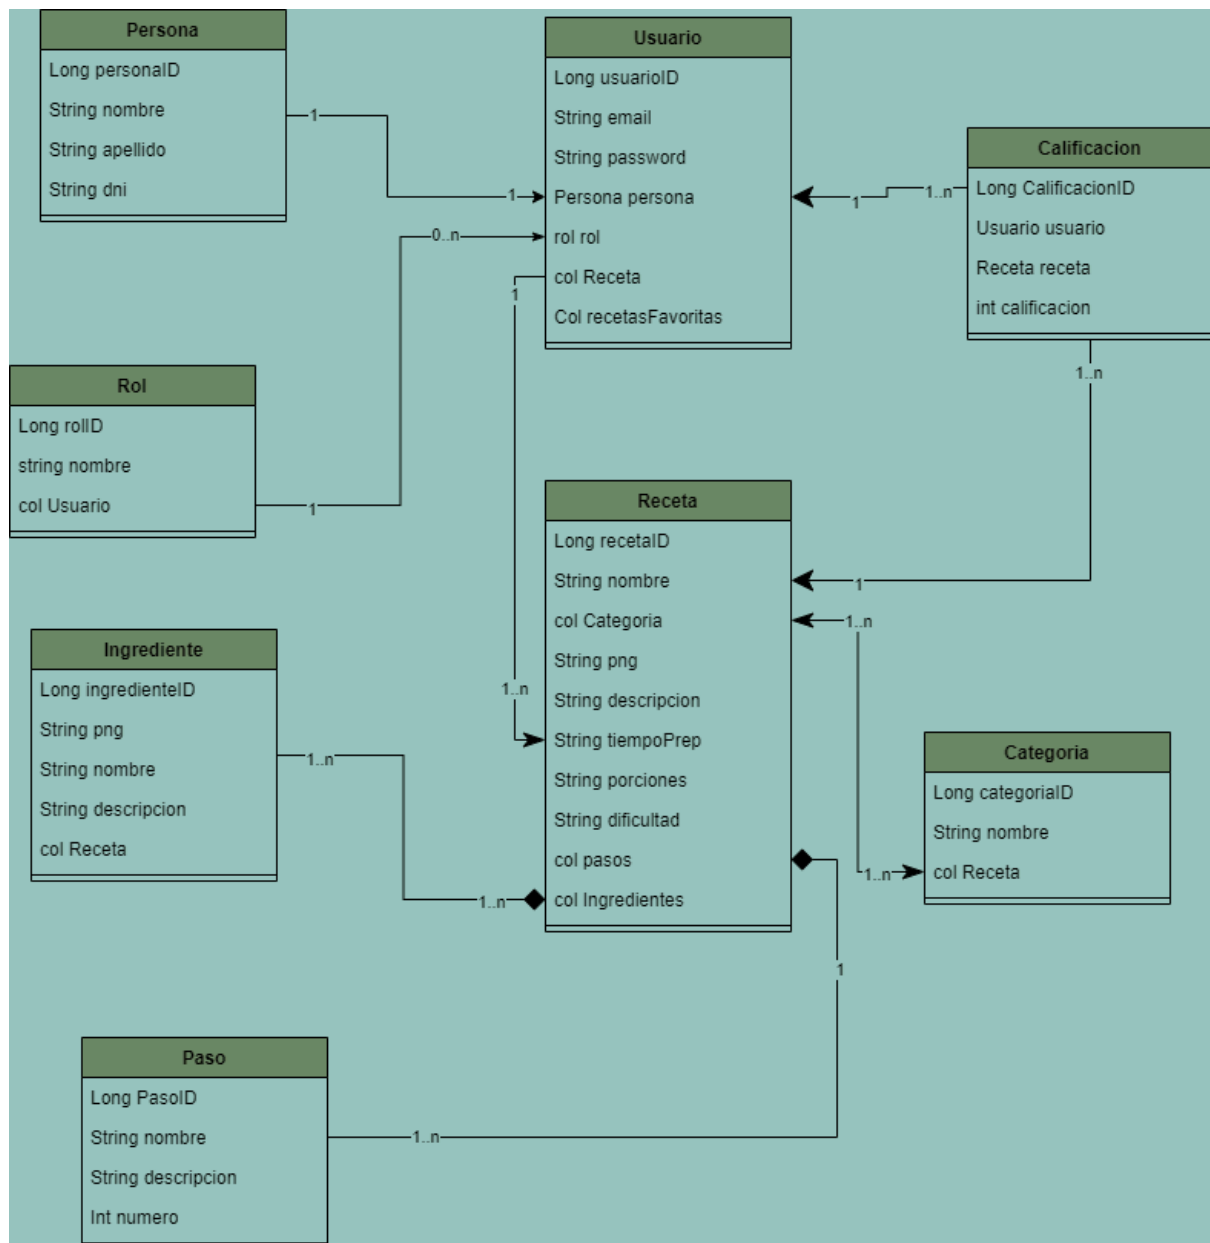 Persona
Long personaID
String nombre
String apellido
String dni
Usuario
Long usuarioID
String email
String password
Persona persona
rol rol
col Receta
Col recetasFavoritas
Calificacion
Long CalificacionID
Usuario usuario
Receta receta
int calificacion
1
1
1
1..n
0..n
1
1..n
Rol
Long rolID
string nombre
col Usuario
1
Receta
Long recetaID
String nombre
col Categoria
String png
String descripcion
String tiempoPrep
String porciones
String dificultad
col pasos
col Ingredientes
1
1..n
1..n
Ingrediente
Long ingredienteID
String png
String nombre
String descripcion
col Receta
1..n
1..n
Categoria
Long categoriaID
String nombre
col Receta
1..n
1
Paso
Long PasoID
String nombre
String descripcion
Int numero
1..n